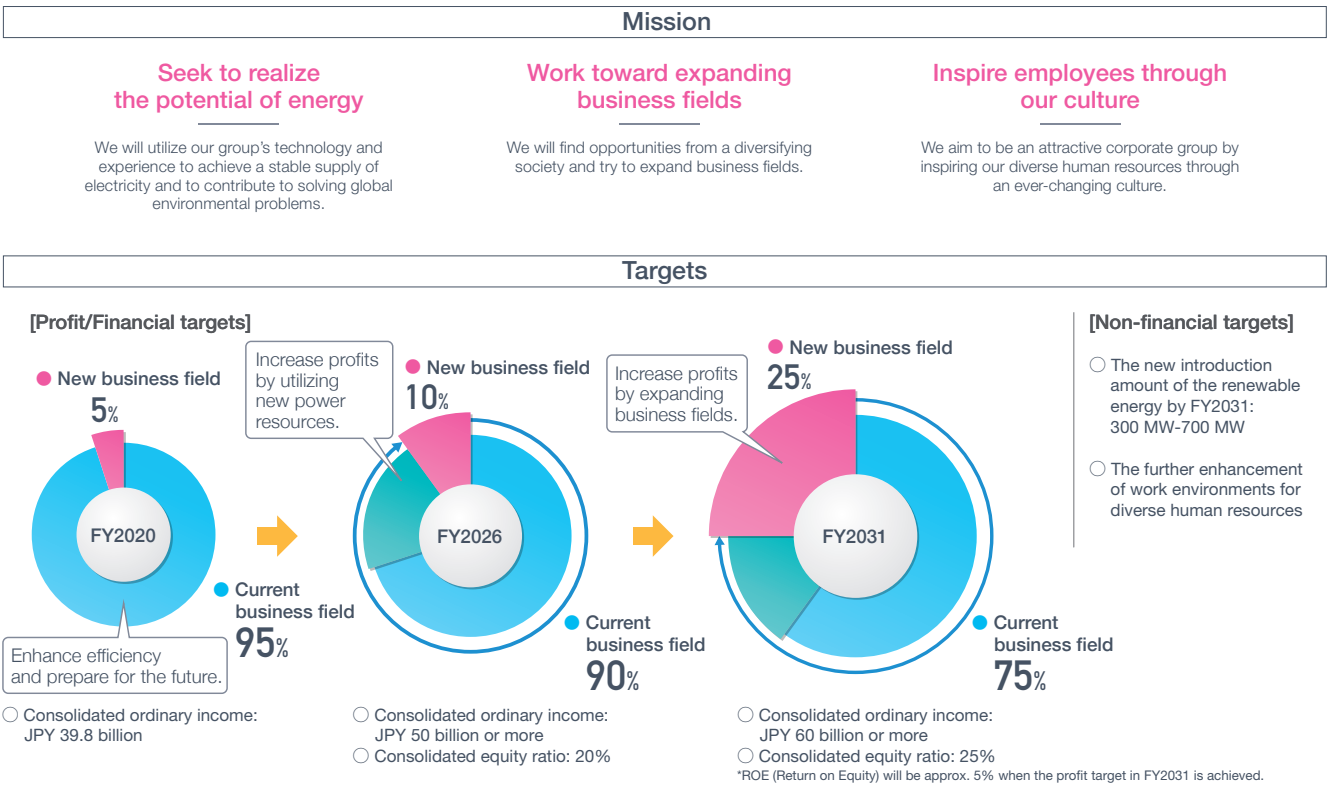 Mission
Seek to realize
the potential of energy
We will utilize our group's technology and
experience to achieve a stable supply of
electricity and to contribute to solving global
environmental problems.
Work toward expanding
business fields
We will find opportunities from a diversifying
society and try to expand business fields.
Inspire employees through
our culture
We aim to be an attractive corporate group by
inspiring our diverse human resources through
an ever-changing culture.
Targets
[Profit/Financial targets]
New business field
5%
FY2020
Current
business field
95%
Enhance efficiency
and prepare for the future.
○ Consolidated ordinary income:
JPY 39.8 billion
Increase profits
by utilizing
new power
resources.
New business field
10%
FY2026
Current
business field
90%
○ Consolidated ordinary income:
JPY 50 billion or more
○ Consolidated equity ratio: 20%
Increase profits
by expanding
business fields.
New business field
25%
FY2031
Current
business field
75%
○ Consolidated ordinary income:
JPY 60 billion or more
○ Consolidated equity ratio: 25%
*ROE (Return on Equity) will be approx. 5% when the profit target in FY2031 is achieved.
[Non-financial targets]
○ The new introduction
amount of the renewable
energy by FY2031:
300 MW-700 MW
○ The further enhancement
of work environments for
diverse human resources